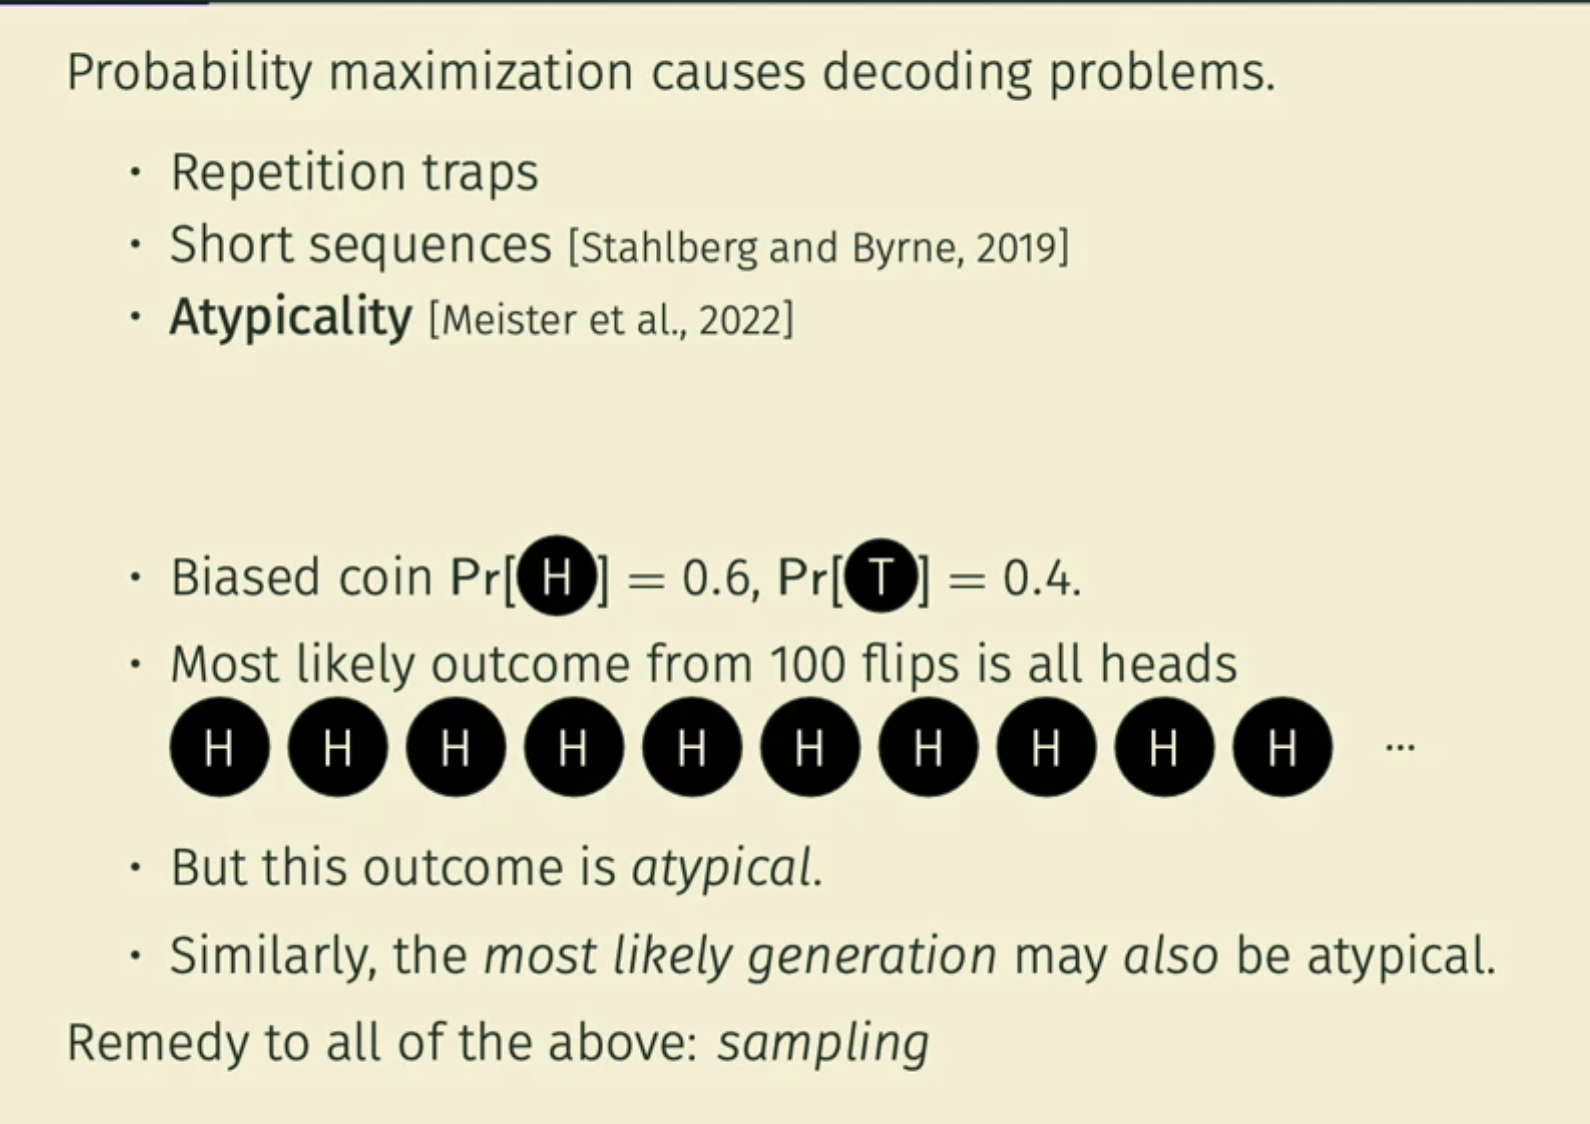 Probability maximization causes decoding problems.
· Repetition traps
· Short sequences [Stahlberg and Byrne, 2019]
· Atypicality [Meister et al., 2022]
· Biased coin Pr[H] = 0.6, Pr[T] = 0.4.
· Most likely outcome from 100 flips is all heads
H H H H H H H H H H ...
· But this outcome is atypical.
· Similarly, the most likely generation may also be atypical.
Remedy to all of the above: sampling